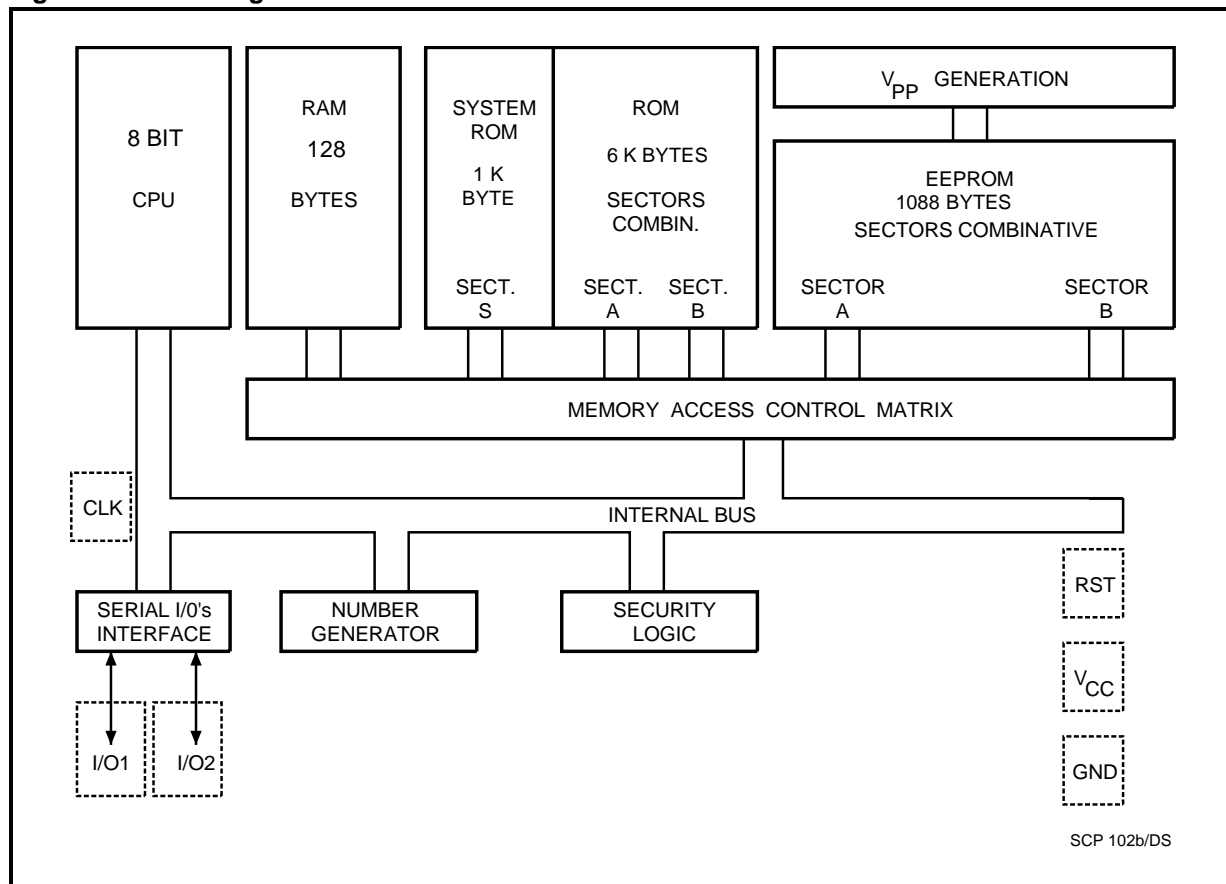 8 BIT
CPU
RAM
128
BYTES
SYSTEM
ROM
1 K
BYTE
SECT.
S
ROM
6 K BYTES
SECTORS
COMBIN.
SECT.
A
SECT.
B
VPP GENERATION
EEPROM
1088 BYTES
SECTORS COMBINATIVE
SECTOR
A
SECTOR
B
MEMORY ACCESS CONTROL MATRIX
CLK
INTERNAL BUS
SERIAL I/0's
INTERFACE
NUMBER
GENERATOR
SECURITY
LOGIC
RST
VCC
GND
I/O1
I/O2
SCP 102b/DS